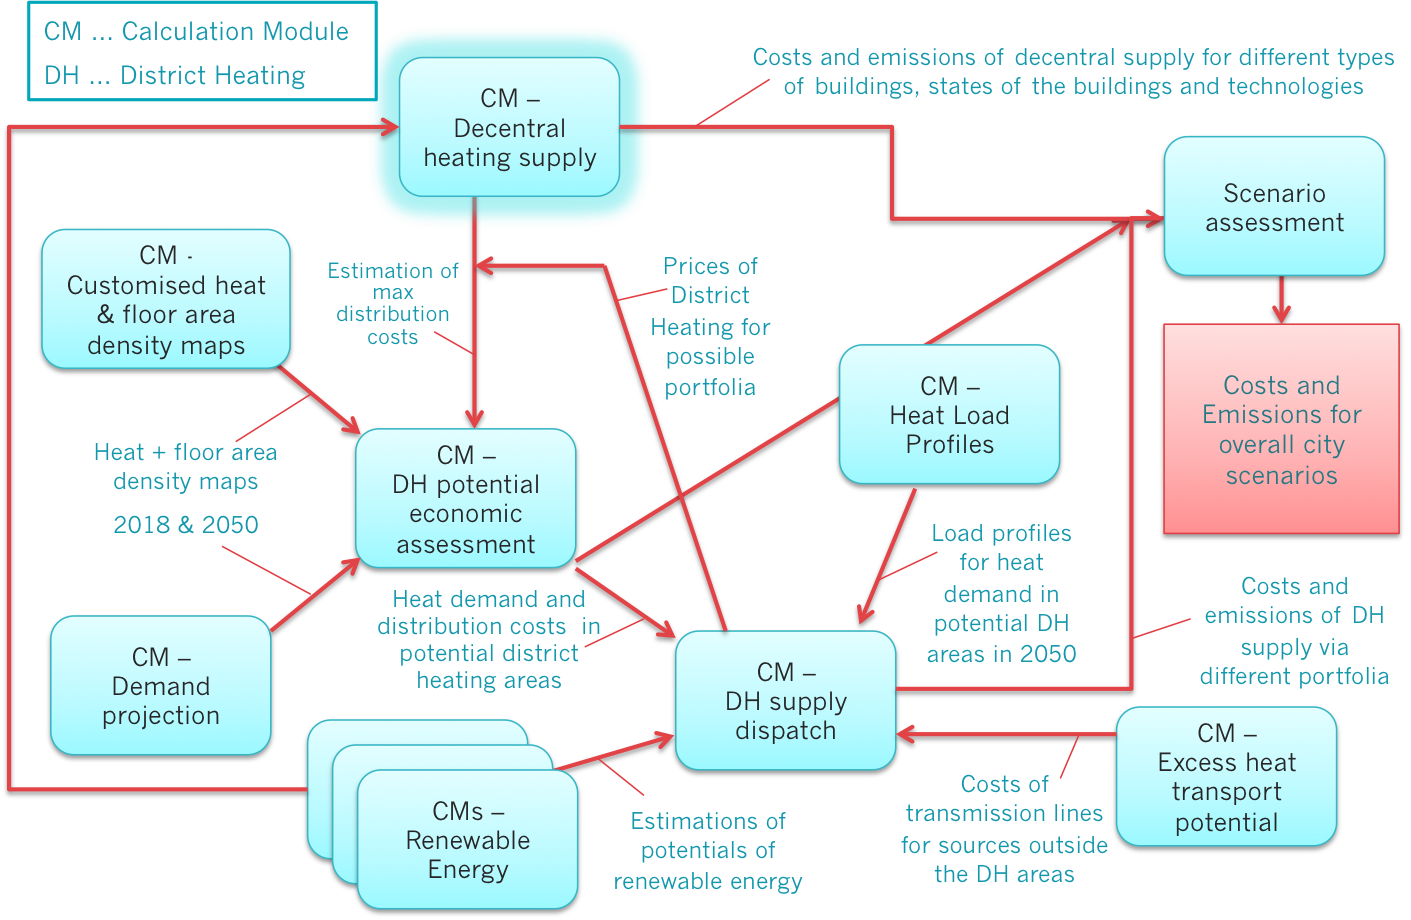 CM ... Calculation Module
DH ... District Heating
CM –
Decentral
heating supply
Costs and emissions of decentral supply for different types
of buildings, states of the buildings and technologies
Scenario
assessment
CM -
Customised heat
& floor area
density maps
Estimation of
max
distribution
costs
Prices of
District
Heating for
possible
portfolia
CM –
Heat Load
Profiles
Costs and
Emissions for
overall city
scenarios
Heat + floor area
density maps
2018 & 2050
CM –
DH potential
economic
assessment
Load profiles
for heat
demand in
potential DH
areas in 2050
Costs and
emissions of DH
supply via
different portfolia
Heat demand and
distribution costs in
potential district
heating areas
CM –
Demand
projection
CM –
DH supply
dispatch
CM –
Excess heat
transport
potential
CMs –
Renewable
Energy
Estimations of
potentials of
renewable energy
Costs of
transmission lines
for sources outside
the DH areas